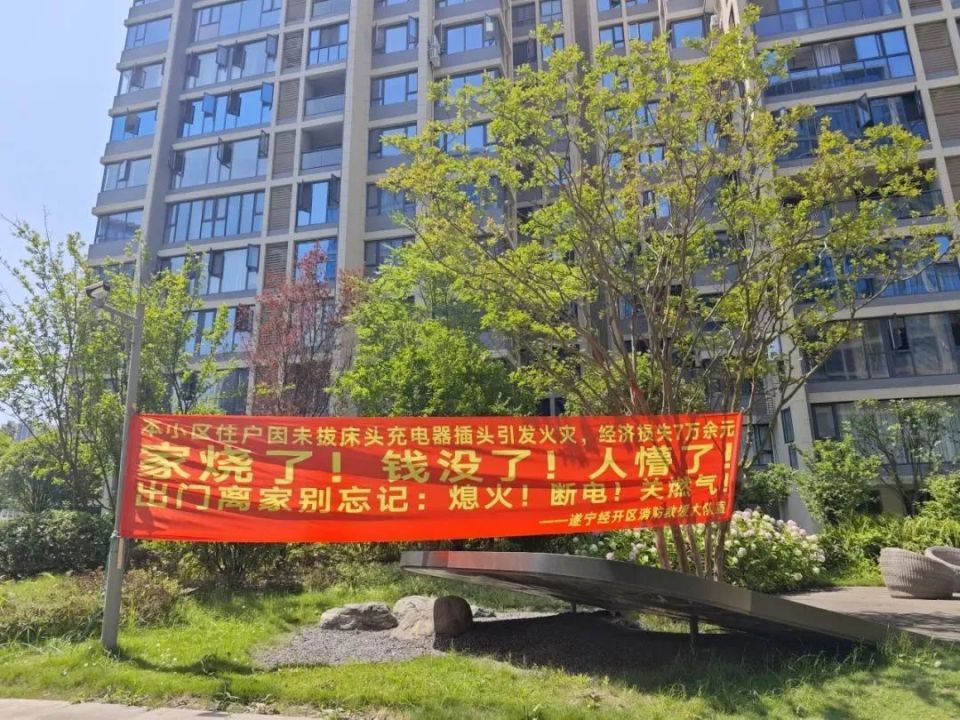 本小区住户因未拔床头充电器插头引发火灾，经济损失7万余元
家烧了！钱没了！人懵了！
出门离家别忘记：熄火！断电！关燃气！
——遂宁经开区消防救援大队宣